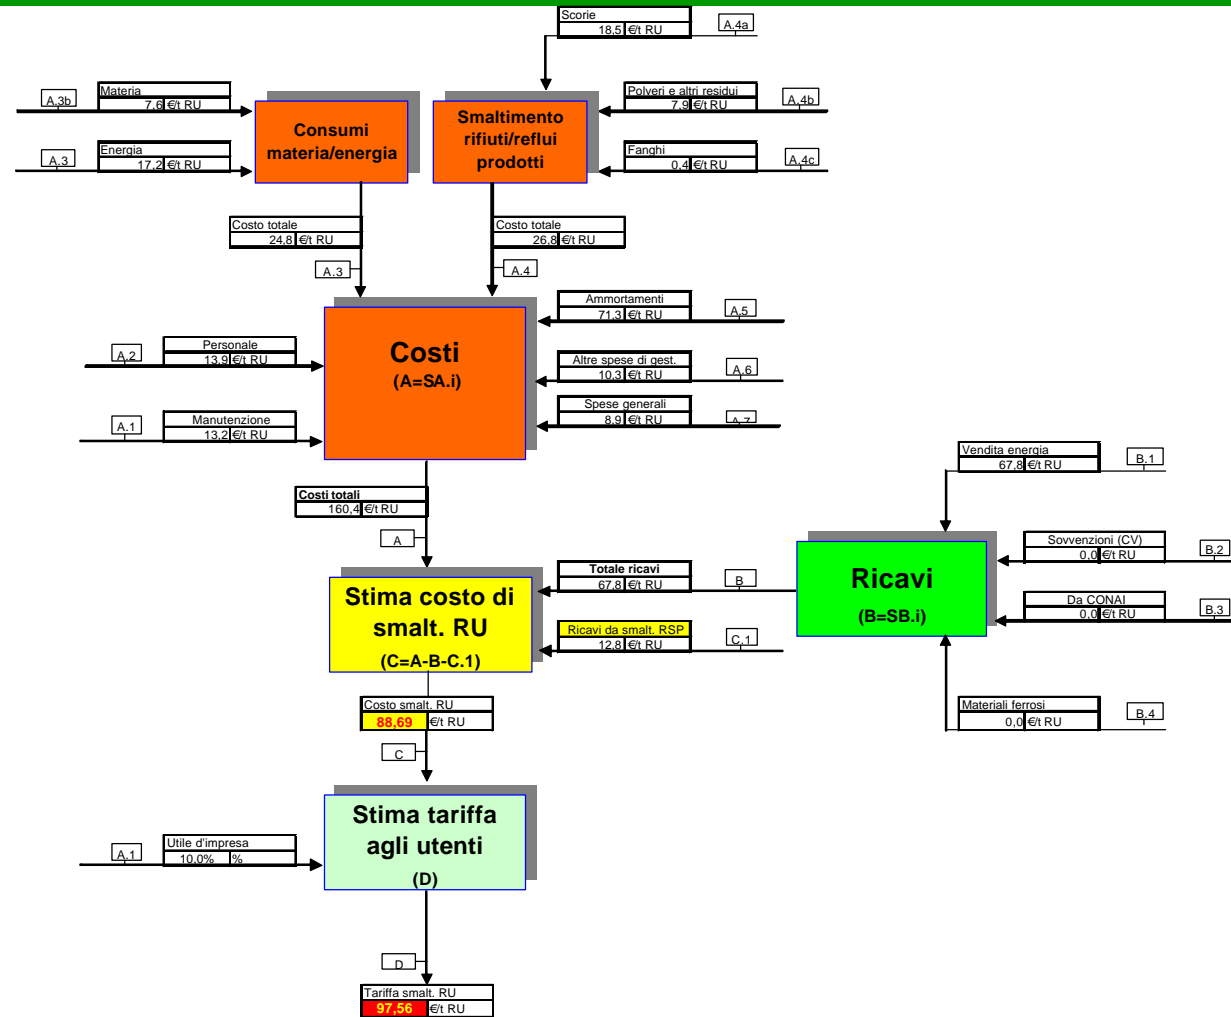 Scorie
18,5 €/t RU
A.4a
Materia
7,6 €/t RU
A.3b
Energia
17,2 €/t RU
A.3
Consumi
materia/energia
Smaltimento
rifiuti/reflui
prodotti
Polveri e altri residui
7,9 €/t RU
A.4b
Fanghi
0,4 €/t RU
A.4c
Costo totale
24,8 €/t RU
A.3
Costo totale
26,8 €/t RU
A.4
Costi
(A=SA.i)
Ammortamenti
71,3 €/t RU
A.5
Personale
13,9 €/t RU
A.2
Altre spese di gest.
10,3 €/t RU
A.6
Manutenzione
13,2 €/t RU
A.1
Spese generali
8,9 €/t RU
A.7
Costi totali
160,4 €/t RU
A
Vendita energia
67,8 €/t RU
B.1
Ricavi
(B=SB.i)
Sovvenzioni (CV)
0,0 €/t RU
B.2
Da CONAI
0,0 €/t RU
B.3
Materiali ferrosi
0,0 €/t RU
B.4
Totale ricavi
67,8 €/t RU
B
Stima costo di
smalt. RU
(C=A-B-C.1)
Ricavi da smalt. RSP
12,8 €/t RU
C.1
Costo smalt. RU
88,69 €/t RU
C
Stima tariffa
agli utenti
(D)
Utile d'impresa
10,0% %
A.1
D
Tariffa smalt. RU
97,56 €/t RU